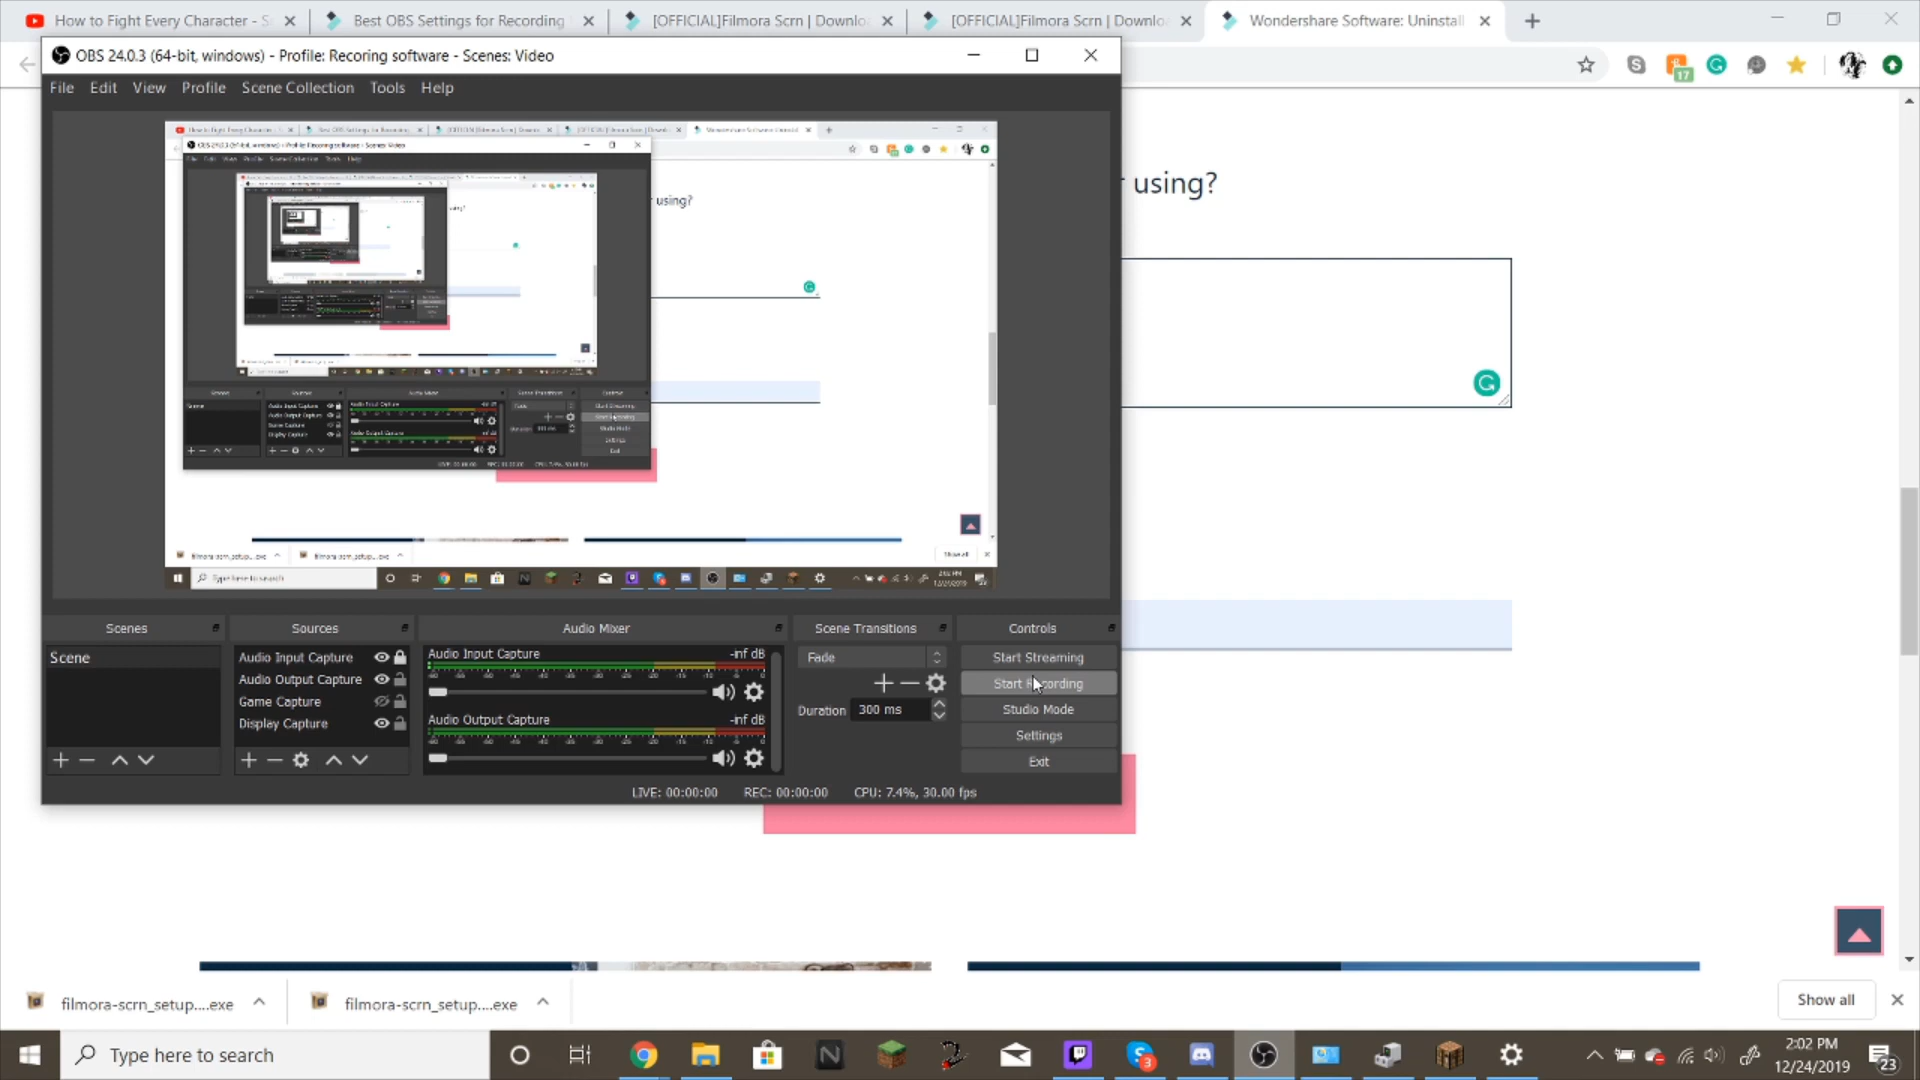 How to Fight Every Character - S
Best OBS Settings for Recording
[OFFICIAL]Filmora Scrn | Downlo
[OFFICIAL]Filmora Scrn | Downlo
Wondershare Software: Uninstall
OBS 24.0.3 (64-bit, windows) - Profile: Recoring software - Scenes: Video
17
File Edit View Profile Scene Collection Tools Help
using?
using?
Scenes
Sources
Audio Mixer
Scene Transitions
Controls
Scene
Audio Input Capture
Audio Output Capture
Game Capture
Display Capture
Audio Input Capture -inf dB
Audio Output Capture -inf dB
Fade
Duration 300 ms
Start Streaming
Start Recording
Studio Mode
Settings
Exit
LIVE: 00:00:00 REC: 00:00:00 CPU: 7.4%, 30.00 fps
filmora-scrn_setup....exe
filmora-scrn_setup....exe
Show all
Type here to search
3
2:02 PM
12/24/2019
23